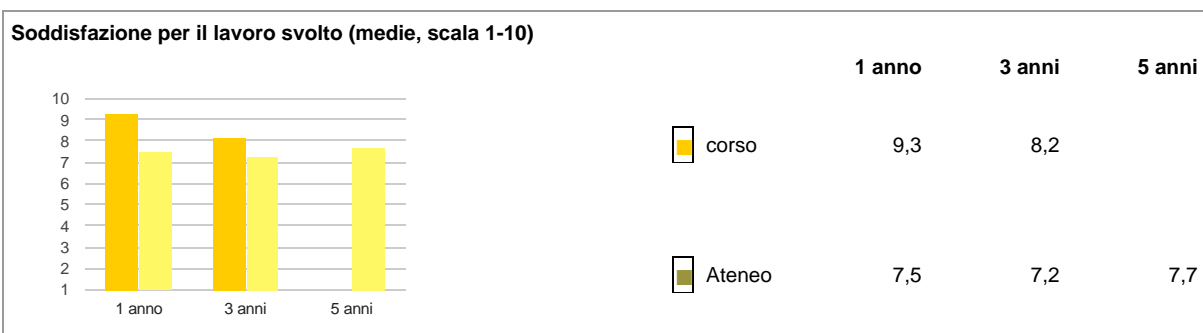 Soddisfazione per il lavoro svolto (medie, scala 1-10)
1 anno 3 anni 5 anni
10
9
8
7
6
5
4
3
2
1
1 anno 3 anni 5 anni
corso 9,3 8,2
Ateneo 7,5 7,2 7,7